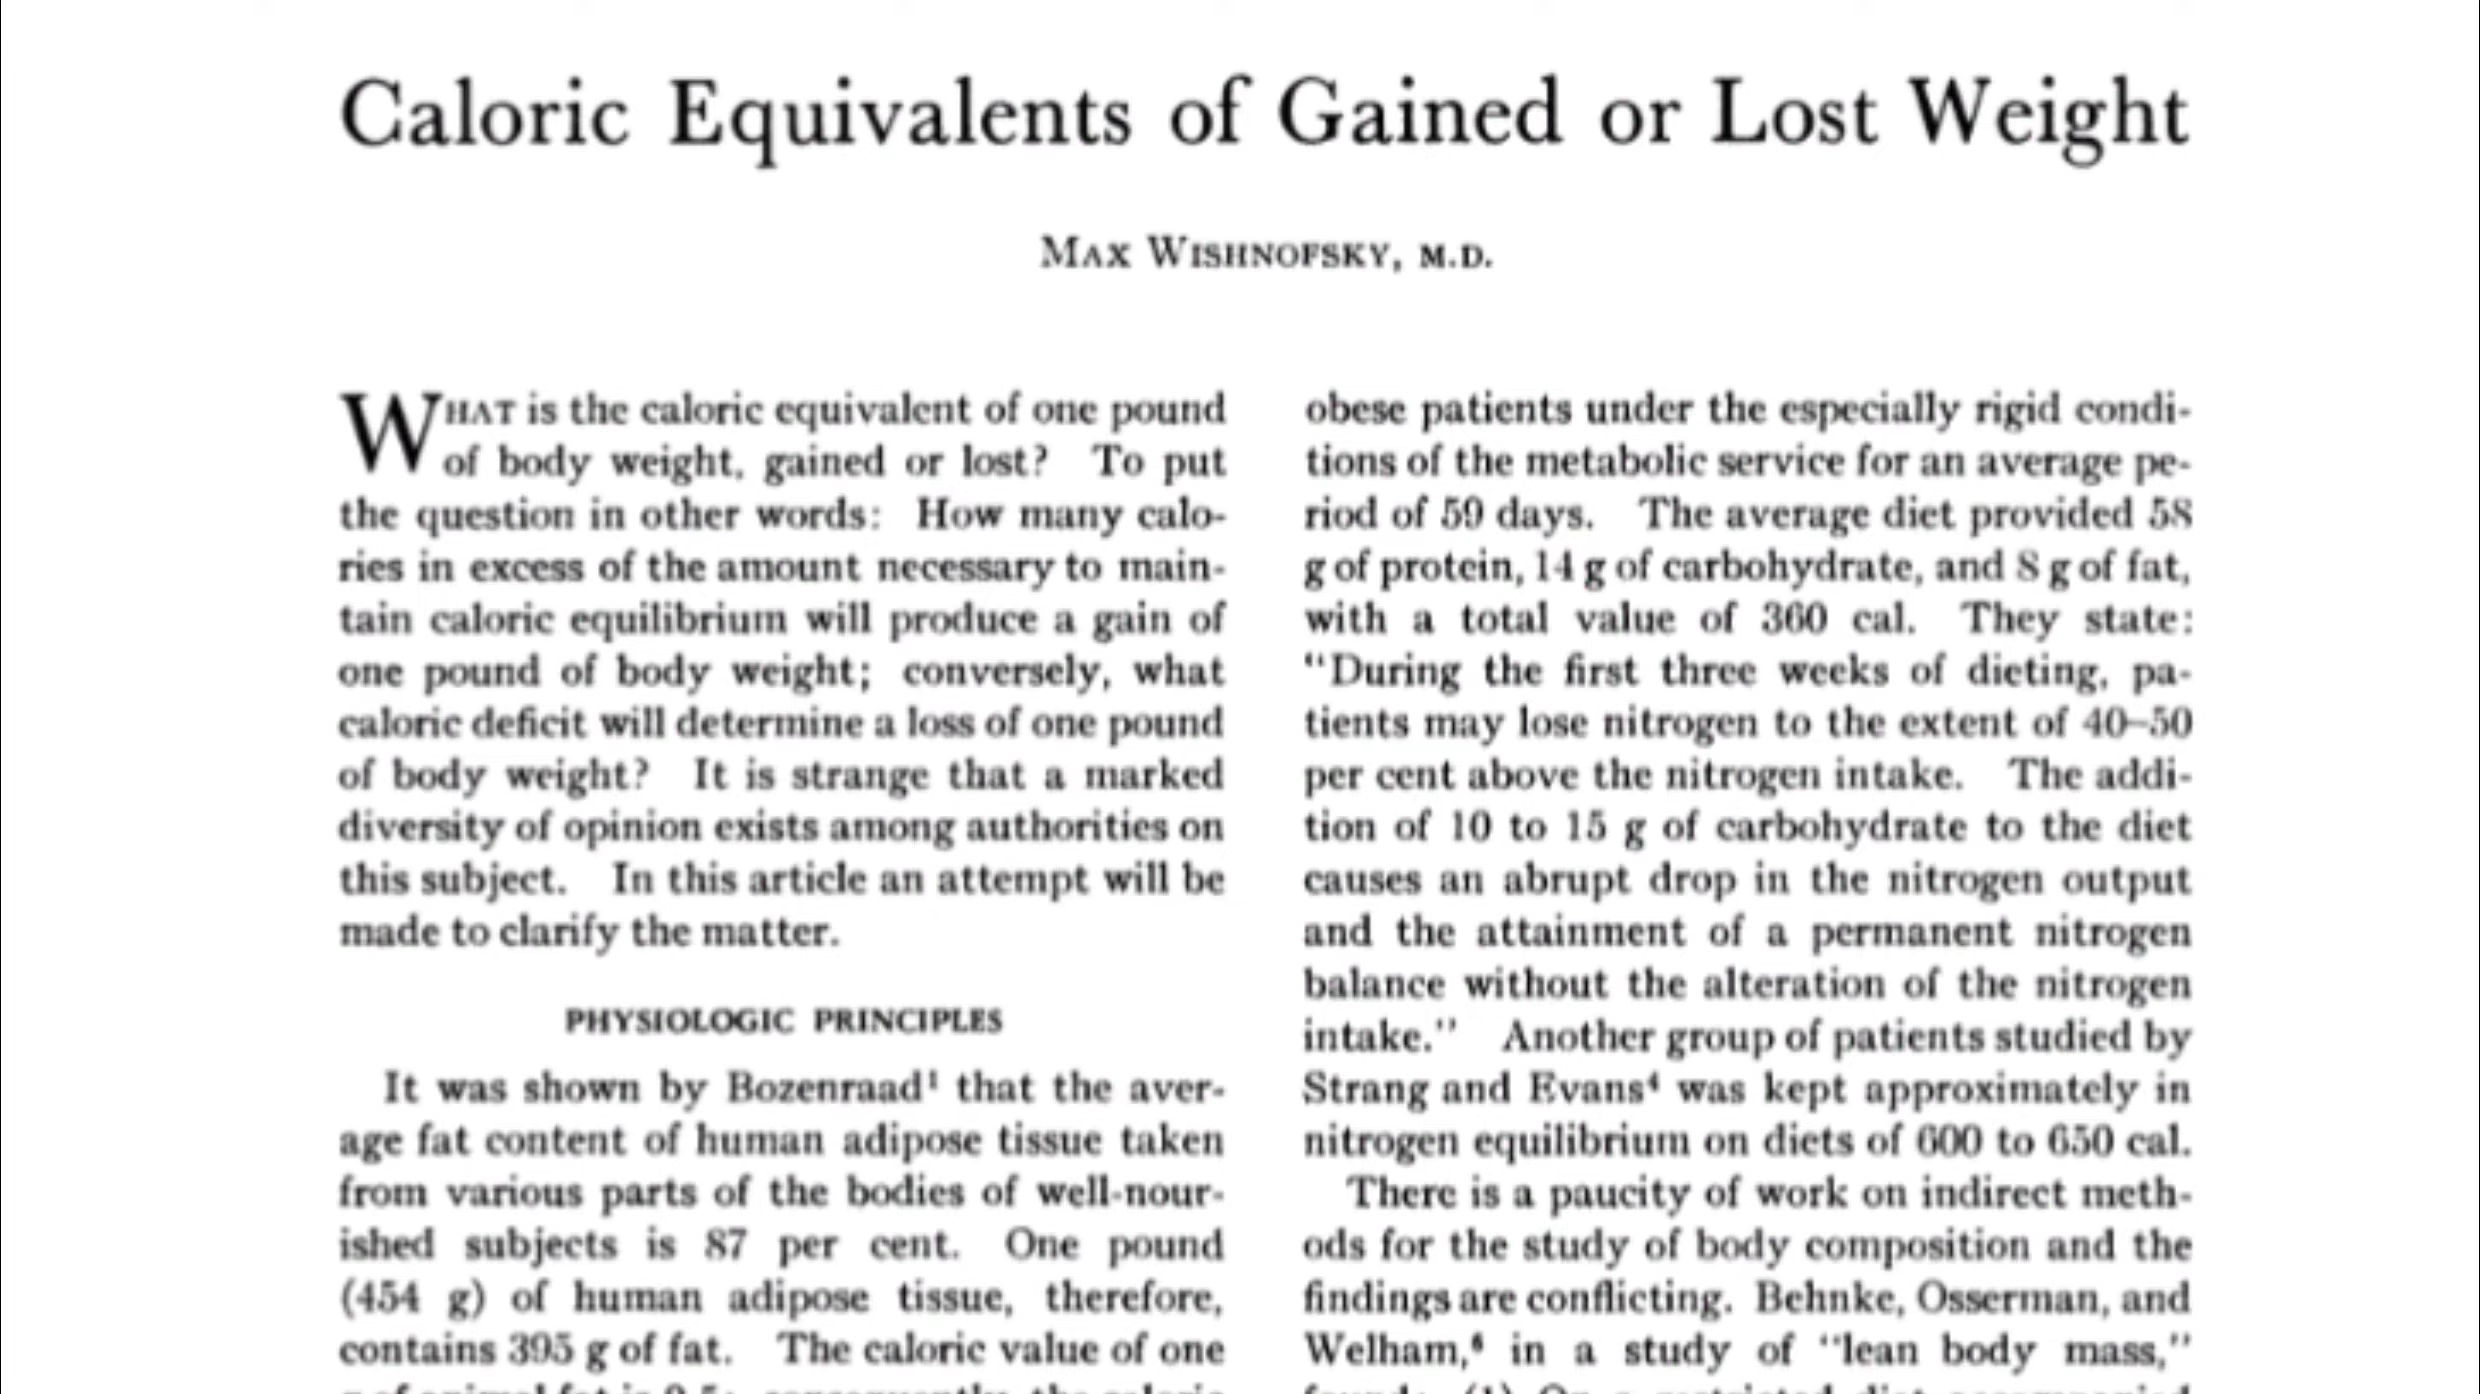 Caloric Equivalents of Gained or Lost Weight
MAX WISHNOFSKY, M.D.
WHAT is the caloric equivalent of one pound
of body weight, gained or lost? To put
the question in other words: How many calo-
ries in excess of the amount necessary to main-
tain caloric equilibrium will produce a gain of
one pound of body weight; conversely, what
caloric deficit will determine a loss of one pound
of body weight? It is strange that a marked
diversity of opinion exists among authorities on
this subject. In this article an attempt will be
made to clarify the matter.
PHYSIOLOGIC PRINCIPLES
It was shown by Bozenraad¹ that the aver-
age fat content of human adipose tissue taken
from various parts of the bodies of well-nour-
ished subjects is 87 per cent. One pound
(454 g) of human adipose tissue, therefore,
contains 395 g of fat. The caloric value of one
obese patients under the especially rigid condi-
tions of the metabolic service for an average pe-
riod of 59 days. The average diet provided 58
g of protein, 14 g of carbohydrate, and 8 g of fat,
with a total value of 360 cal. They state:
"During the first three weeks of dieting, pa-
tients may lose nitrogen to the extent of 40–50
per cent above the nitrogen intake. The addi-
tion of 10 to 15 g of carbohydrate to the diet
causes an abrupt drop in the nitrogen output
and the attainment of a permanent nitrogen
balance without the alteration of the nitrogen
intake." Another group of patients studied by
Strang and Evans⁴ was kept approximately in
nitrogen equilibrium on diets of 600 to 650 cal.
There is a paucity of work on indirect meth-
ods for the study of body composition and the
findings are conflicting. Behnke, Osserman, and
Welham,⁶ in a study of "lean body mass,"